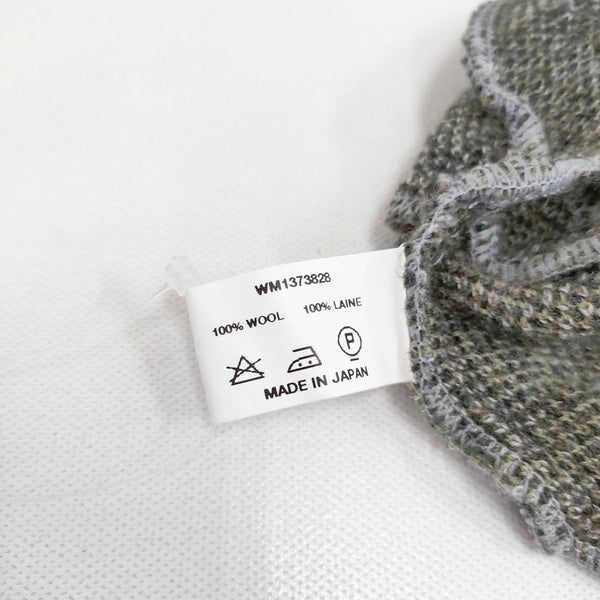 WM1373828
100% WOOL 100% LAINE
P
MADE IN JAPAN